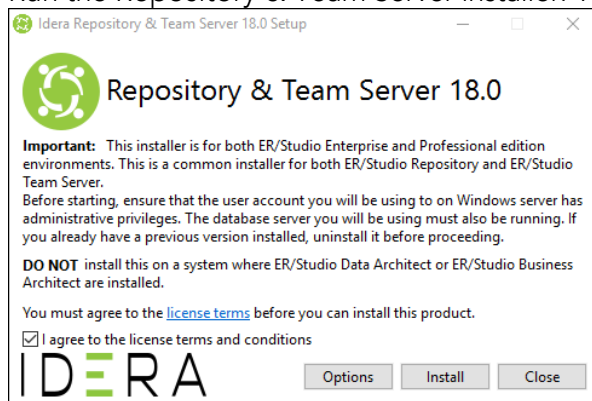 Idera Repository & Team Server 18.0 Setup
Repository & Team Server 18.0
Important: This installer is for both ER/Studio Enterprise and Professional edition
environments. This is a common installer for both ER/Studio Repository and ER/Studio
Team Server.
Before starting, ensure that the user account you will be using to on Windows server has
administrative privileges. The database server you will be using must also be running. If
you already have a previous version installed, uninstall it before proceeding.
DO NOT install this on a system where ER/Studio Data Architect or ER/Studio Business
Architect are installed.
You must agree to the license terms before you can install this product.
I agree to the license terms and conditions
IDERA
Options Install Close